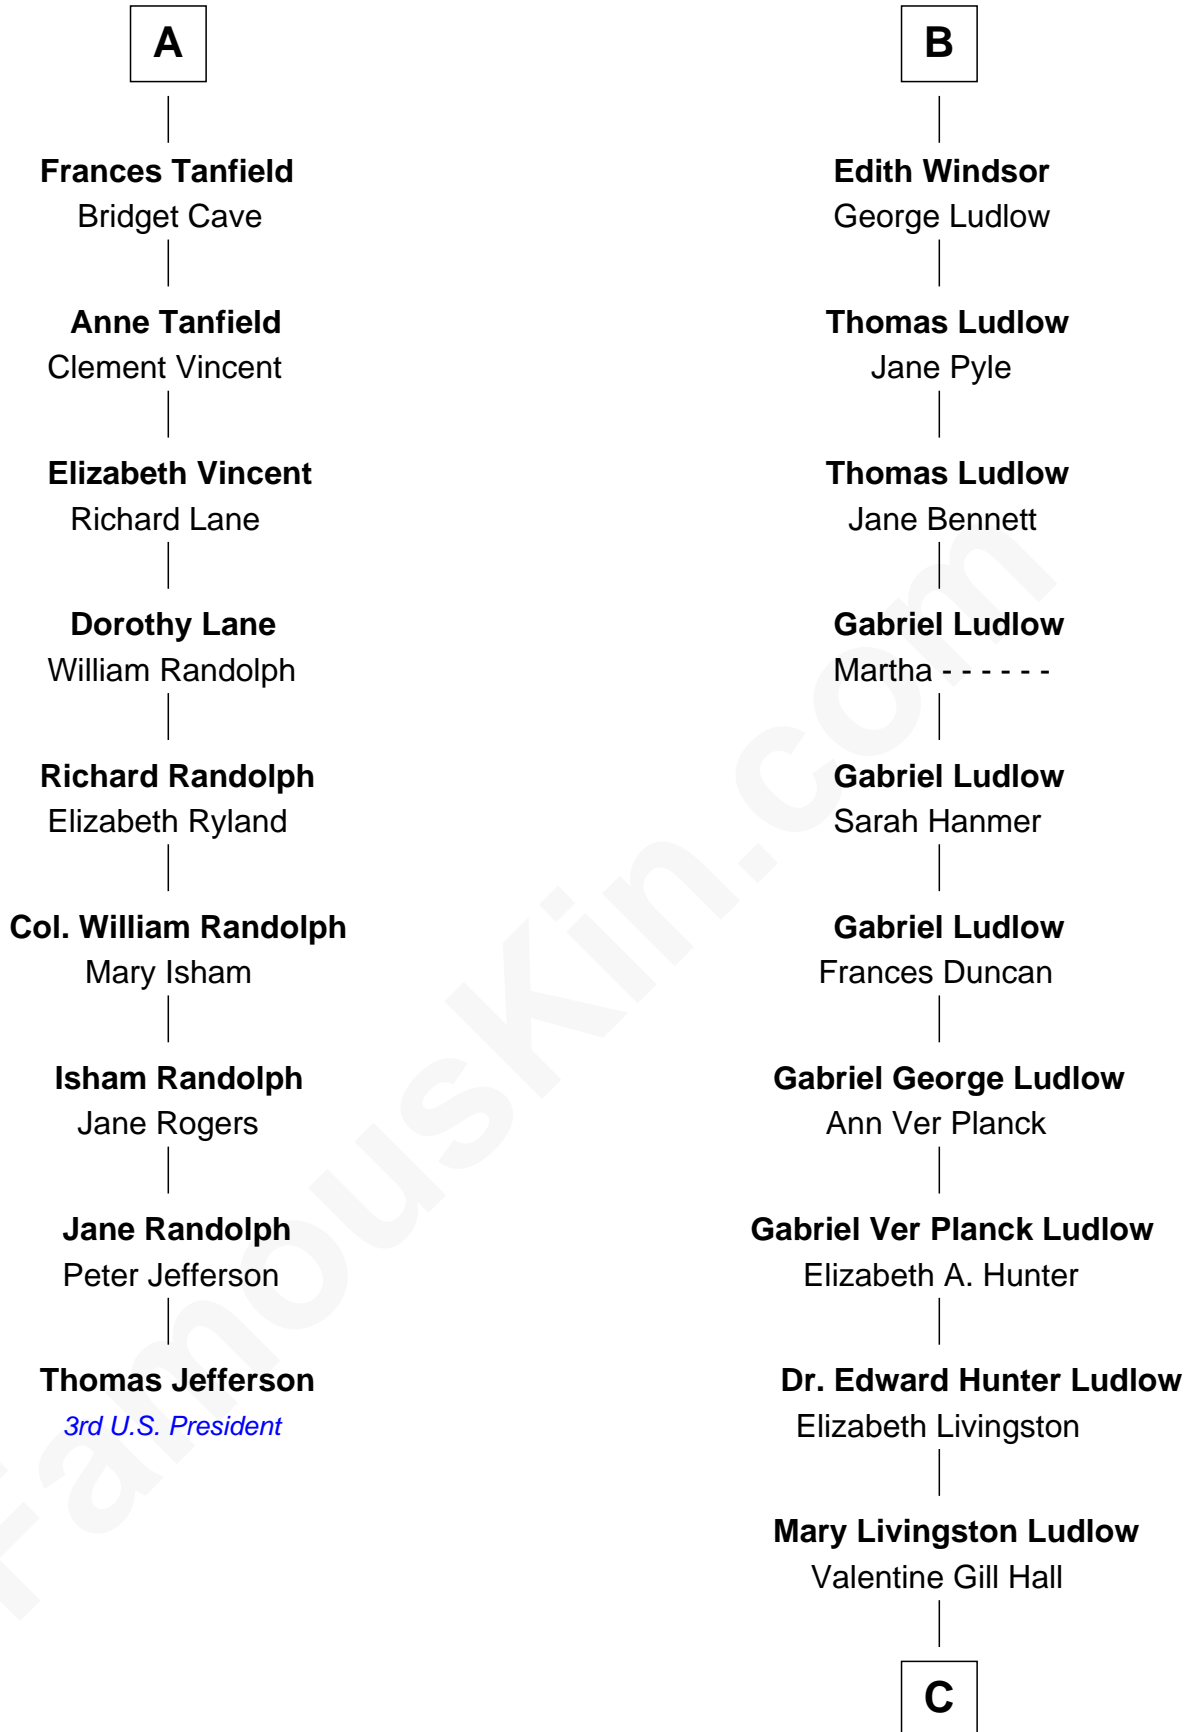 A
Frances Tanfield
Bridget Cave
Anne Tanfield
Clement Vincent
Elizabeth Vincent
Richard Lane
Dorothy Lane
William Randolph
Richard Randolph
Elizabeth Ryland
Col. William Randolph
Mary Isham
Isham Randolph
Jane Rogers
Jane Randolph
Peter Jefferson
Thomas Jefferson
3rd U.S. President
B
Edith Windsor
George Ludlow
Thomas Ludlow
Jane Pyle
Thomas Ludlow
Jane Bennett
Gabriel Ludlow
Martha - - - - - -
Gabriel Ludlow
Sarah Hanmer
Gabriel Ludlow
Frances Duncan
Gabriel George Ludlow
Ann Ver Planck
Gabriel Ver Planck Ludlow
Elizabeth A. Hunter
Dr. Edward Hunter Ludlow
Elizabeth Livingston
Mary Livingston Ludlow
Valentine Gill Hall
C
FamousKin.com